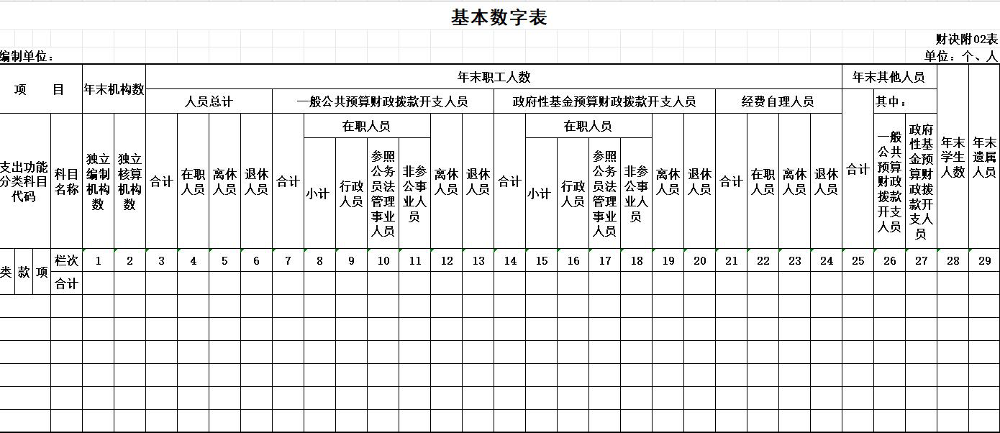 基本数字表
财决附02表
编制单位：
单位：个、人
项 目
年末机构数
年末职工人数
年末其他人员
年末学生人数
年末遗属人员
人员总计
一般公共预算财政拨款开支人员
政府性基金预算财政拨款开支人员
经费自理人员
合计
其中：
支出功能分类科目代码
科目名称
独立编制机构数
独立核算机构数
合计
在职人员
离休人员
退休人员
合计
在职人员
离休人员
退休人员
合计
在职人员
离休人员
退休人员
合计
在职人员
离休人员
退休人员
一般公共预算财政拨款开支人员
政府性基金预算财政拨款开支人员
小计
行政人员
参照公务员法管理事业人员
非参公事业人员
小计
行政人员
参照公务员法管理事业人员
非参公事业人员
类 款 项 栏次 1 2 3 4 5 6 7 8 9 10 11 12 13 14 15 16 17 18 19 20 21 22 23 24 25 26 27 28 29
合计